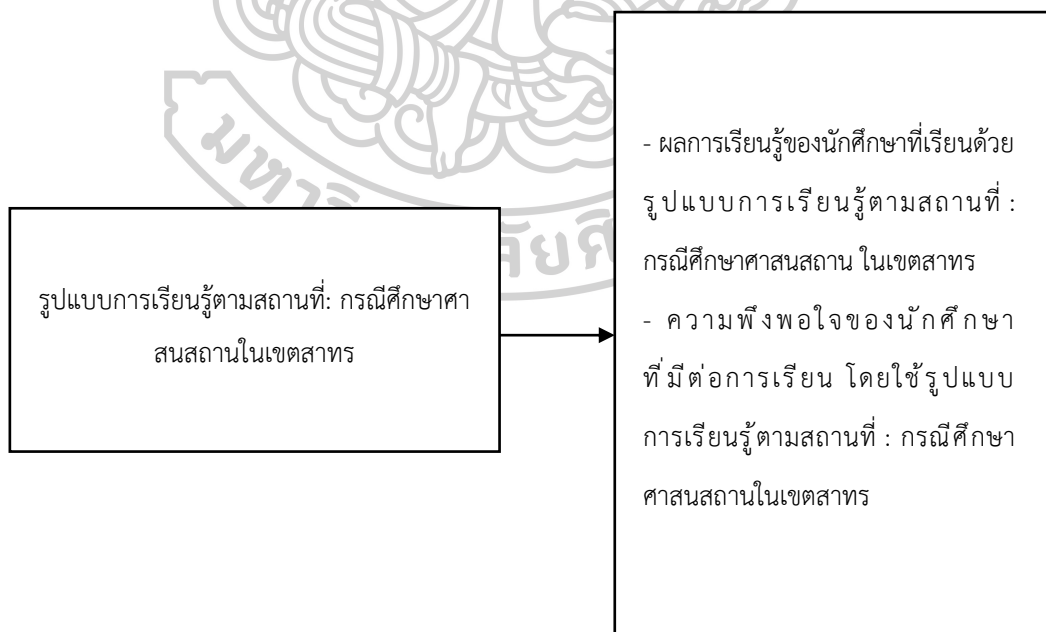 รูปแบบการเรียนรู้ตามสถานที่: กรณีศึกษาศา
สนสถานในเขตสาทร
- ผลการเรียนรู้ของนักศึกษาที่เรียนด้วย
รูปแบบการเรียนรู้ตามสถานที่ :
กรณีศึกษาศาสนสถาน ในเขตสาทร
- ความพึงพอใจของนักศึกษา
ที่มีต่อการเรียน โดยใช้รูปแบบ
การเรียนรู้ตามสถานที่ : กรณีศึกษา
ศาสนสถานในเขตสาทร